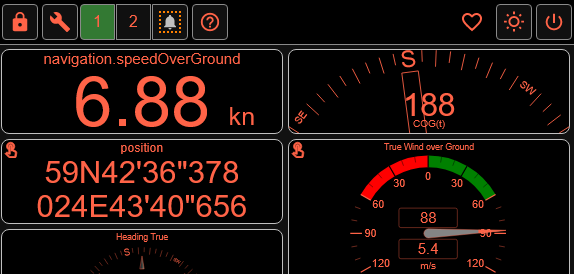 1 2
navigation.speedOverGround
6.88 kn
SE S SW
188
COG(t)
position
59N42'36"378
024E43'40"656
True Wind over Ground
60 30 0 30 60
88
90 90
5.4
120 m/s 120
Heading True
S